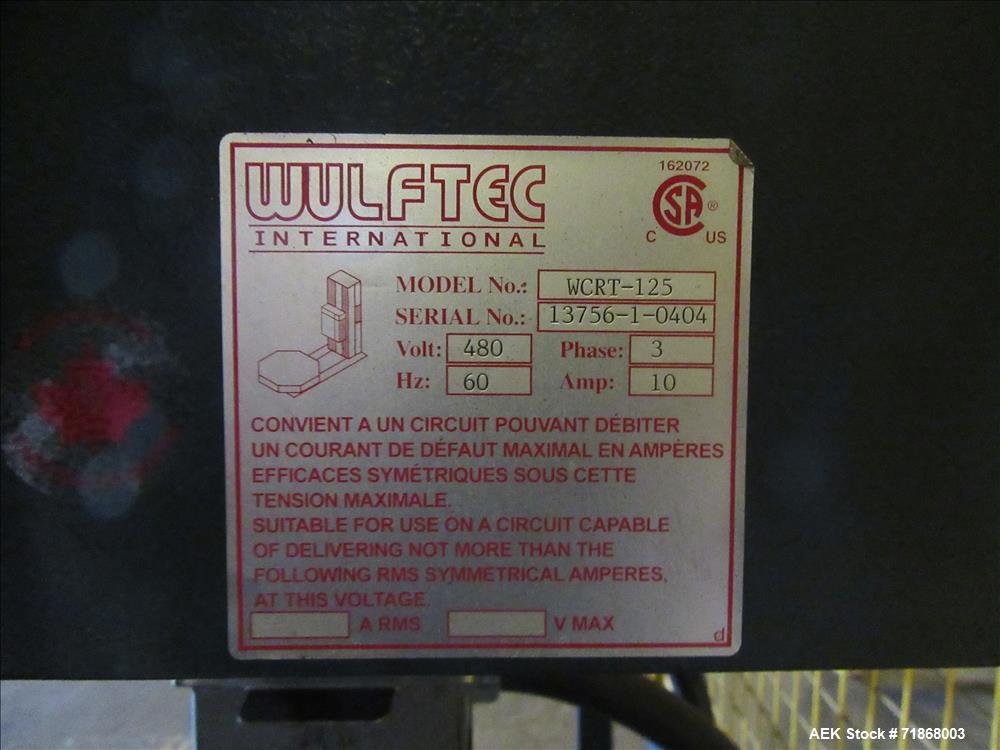 WULFTEC
INTERNATIONAL
162072
CSA ®
C US
MODEL No.: WCRT-125
SERIAL No.: 13756-1-0404
Volt: 480 Phase: 3
Hz: 60 Amp: 10
CONVIENT A UN CIRCUIT POUVANT DÉBITER
UN COURANT DE DÉFAUT MAXIMAL EN AMPÈRES
EFFICACES SYMÉTRIQUES SOUS CETTE
TENSION MAXIMALE.
SUITABLE FOR USE ON A CIRCUIT CAPABLE
OF DELIVERING NOT MORE THAN THE
FOLLOWING RMS SYMMETRICAL AMPERES,
AT THIS VOLTAGE.
A RMS V MAX
d
AEK Stock #71868003